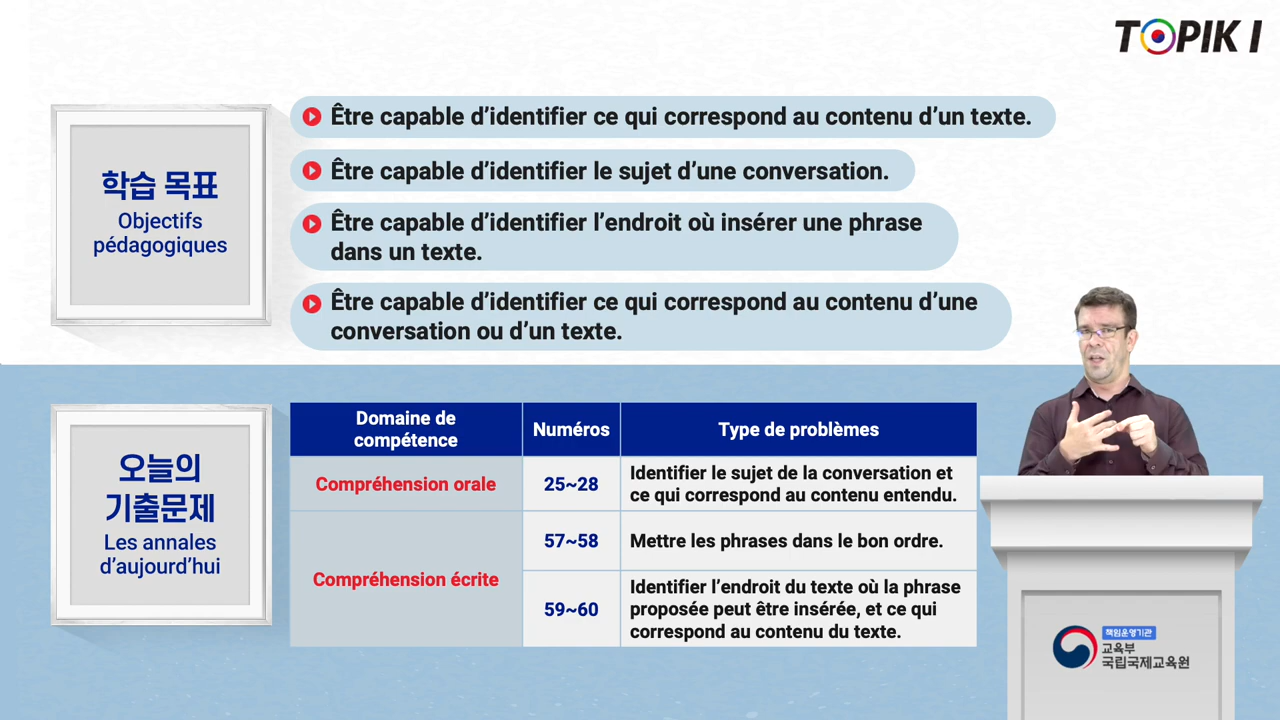 TOPIK I
학습 목표
Objectifs
pédagogiques
Être capable d’identifier ce qui correspond au contenu d’un texte.
Être capable d’identifier le sujet d’une conversation.
Être capable d’identifier l’endroit où insérer une phrase
dans un texte.
Être capable d’identifier ce qui correspond au contenu d’une
conversation ou d’un texte.
오늘의
기출문제
Les annales
d’aujourd’hui
Domaine de
compétence
Numéros
Type de problèmes
Compréhension orale
25~28
Identifier le sujet de la conversation et
ce qui correspond au contenu entendu.
Compréhension écrite
57~58
Mettre les phrases dans le bon ordre.
59~60
Identifier l’endroit du texte où la phrase
proposée peut être insérée, et ce qui
correspond au contenu du texte.
책임운영기관
교육부
국립국제교육원